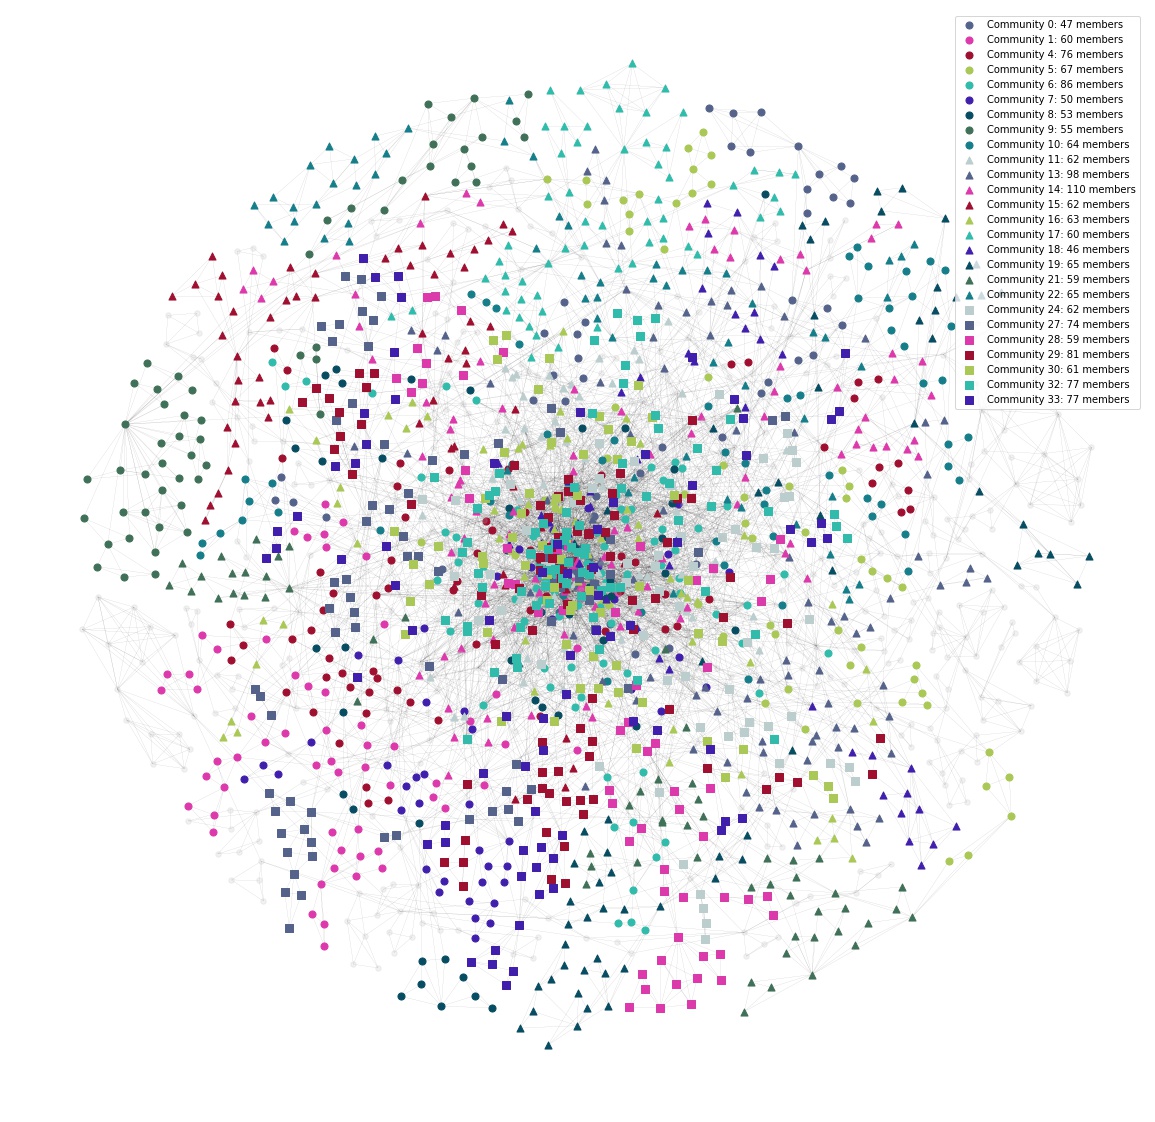 Community 0: 47 members
Community 1: 60 members
Community 4: 76 members
Community 5: 67 members
Community 6: 86 members
Community 7: 50 members
Community 8: 53 members
Community 9: 55 members
Community 10: 64 members
Community 11: 62 members
Community 13: 98 members
Community 14: 110 members
Community 15: 62 members
Community 16: 63 members
Community 17: 60 members
Community 18: 46 members
Community 19: 65 members
Community 21: 59 members
Community 22: 65 members
Community 24: 62 members
Community 27: 74 members
Community 28: 59 members
Community 29: 81 members
Community 30: 61 members
Community 32: 77 members
Community 33: 77 members